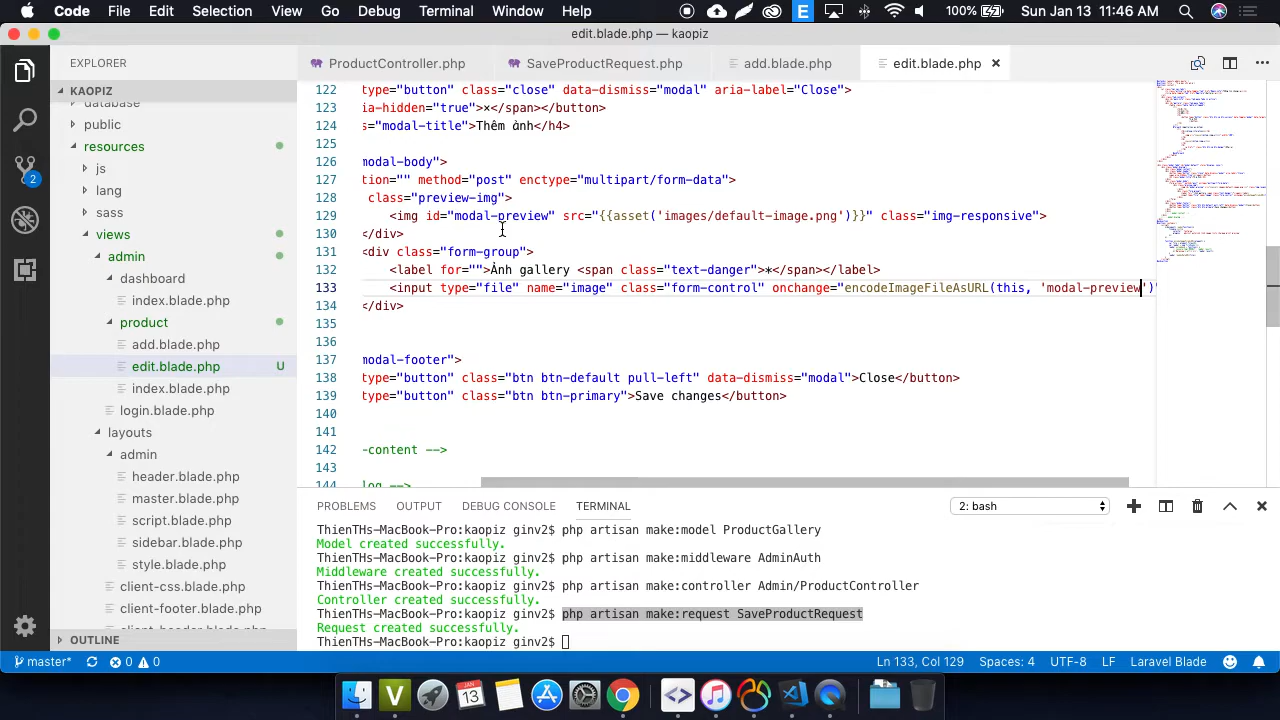 Code File Edit Selection View Go Debug Terminal Window Help E 100% Sun Jan 13 11:46 AM
edit.blade.php — kaopiz
EXPLORER
ProductController.php SaveProductRequest.php add.blade.php edit.blade.php ×
KAOPIZ
database
public
resources
js
lang
sass
views
admin
dashboard
index.blade.php
product
add.blade.php
edit.blade.php U
index.blade.php
login.blade.php
layouts
admin
header.blade.php
master.blade.php
script.blade.php
sidebar.blade.php
style.blade.php
client-css.blade.php
client-footer.blade.php
client-header.blade.php
OUTLINE
2
122 type="button" class="close" data-dismiss="modal" aria-label="Close">
123 ia-hidden="true">×</span></button>
124 s="modal-title">Thêm ảnh</h4>
125
126 modal-body">
127 tion="" method="post" enctype="multipart/form-data">
128 class="preview-img">
129 <img id="modal-preview" src="{{asset('images/default-image.png')}}" class="img-responsive">
130 </div>
131 <div class="form-group">
132 <label for="">Ảnh gallery <span class="text-danger">*</span></label>
133 <input type="file" name="image" class="form-control" onchange="encodeImageFileAsURL(this, 'modal-preview')"
134 </div>
135
136
137 modal-footer">
138 type="button" class="btn btn-default pull-left" data-dismiss="modal">Close</button>
139 type="button" class="btn btn-primary">Save changes</button>
140
141
142 -content -->
143
144 log -->
PROBLEMS OUTPUT DEBUG CONSOLE TERMINAL 2: bash
ThienTHs-MacBook-Pro:kaopiz ginv2$ php artisan make:model ProductGallery
Model created successfully.
ThienTHs-MacBook-Pro:kaopiz ginv2$ php artisan make:middleware AdminAuth
Middleware created successfully.
ThienTHs-MacBook-Pro:kaopiz ginv2$ php artisan make:controller Admin/ProductController
Controller created successfully.
ThienTHs-MacBook-Pro:kaopiz ginv2$ php artisan make:request SaveProductRequest
Request created successfully.
ThienTHs-MacBook-Pro:kaopiz ginv2$
master* 0 0 Ln 133, Col 129 Spaces: 4 UTF-8 LF Laravel Blade
V JAN 13